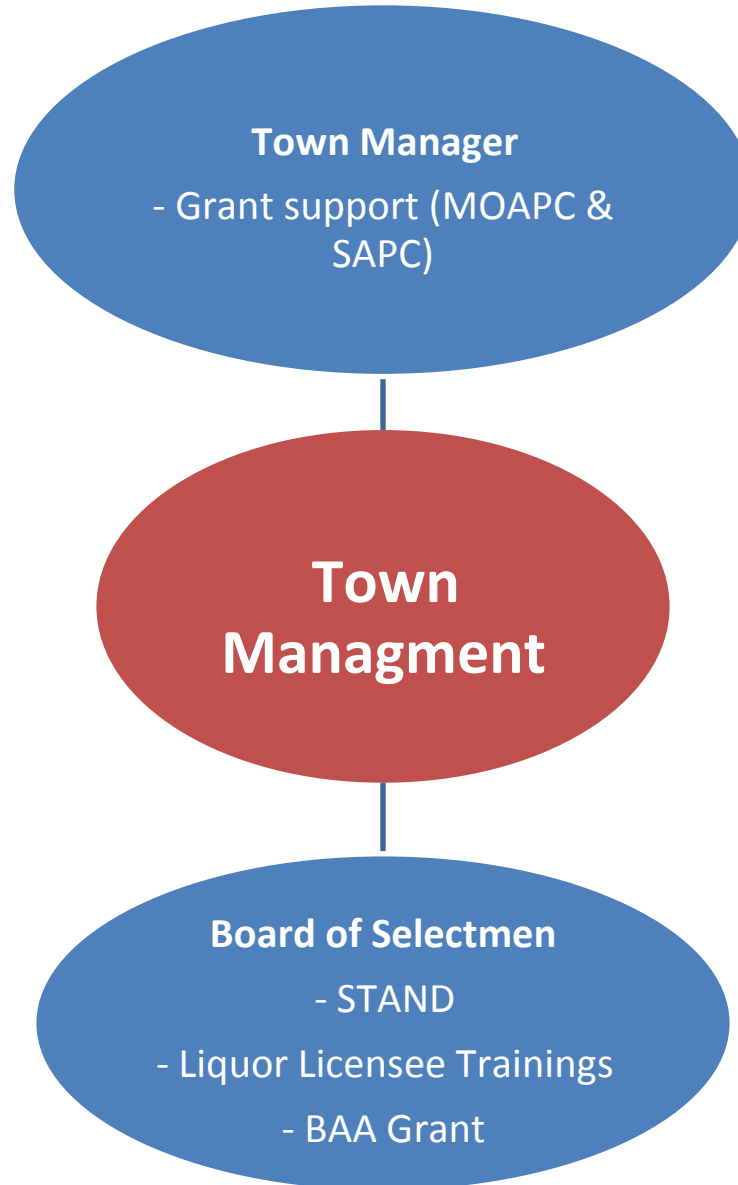 Town Manager
- Grant support (MOAPC &
SAPC)
Town
Managment
Board of Selectmen
- STAND
- Liquor Licensee Trainings
- BAA Grant